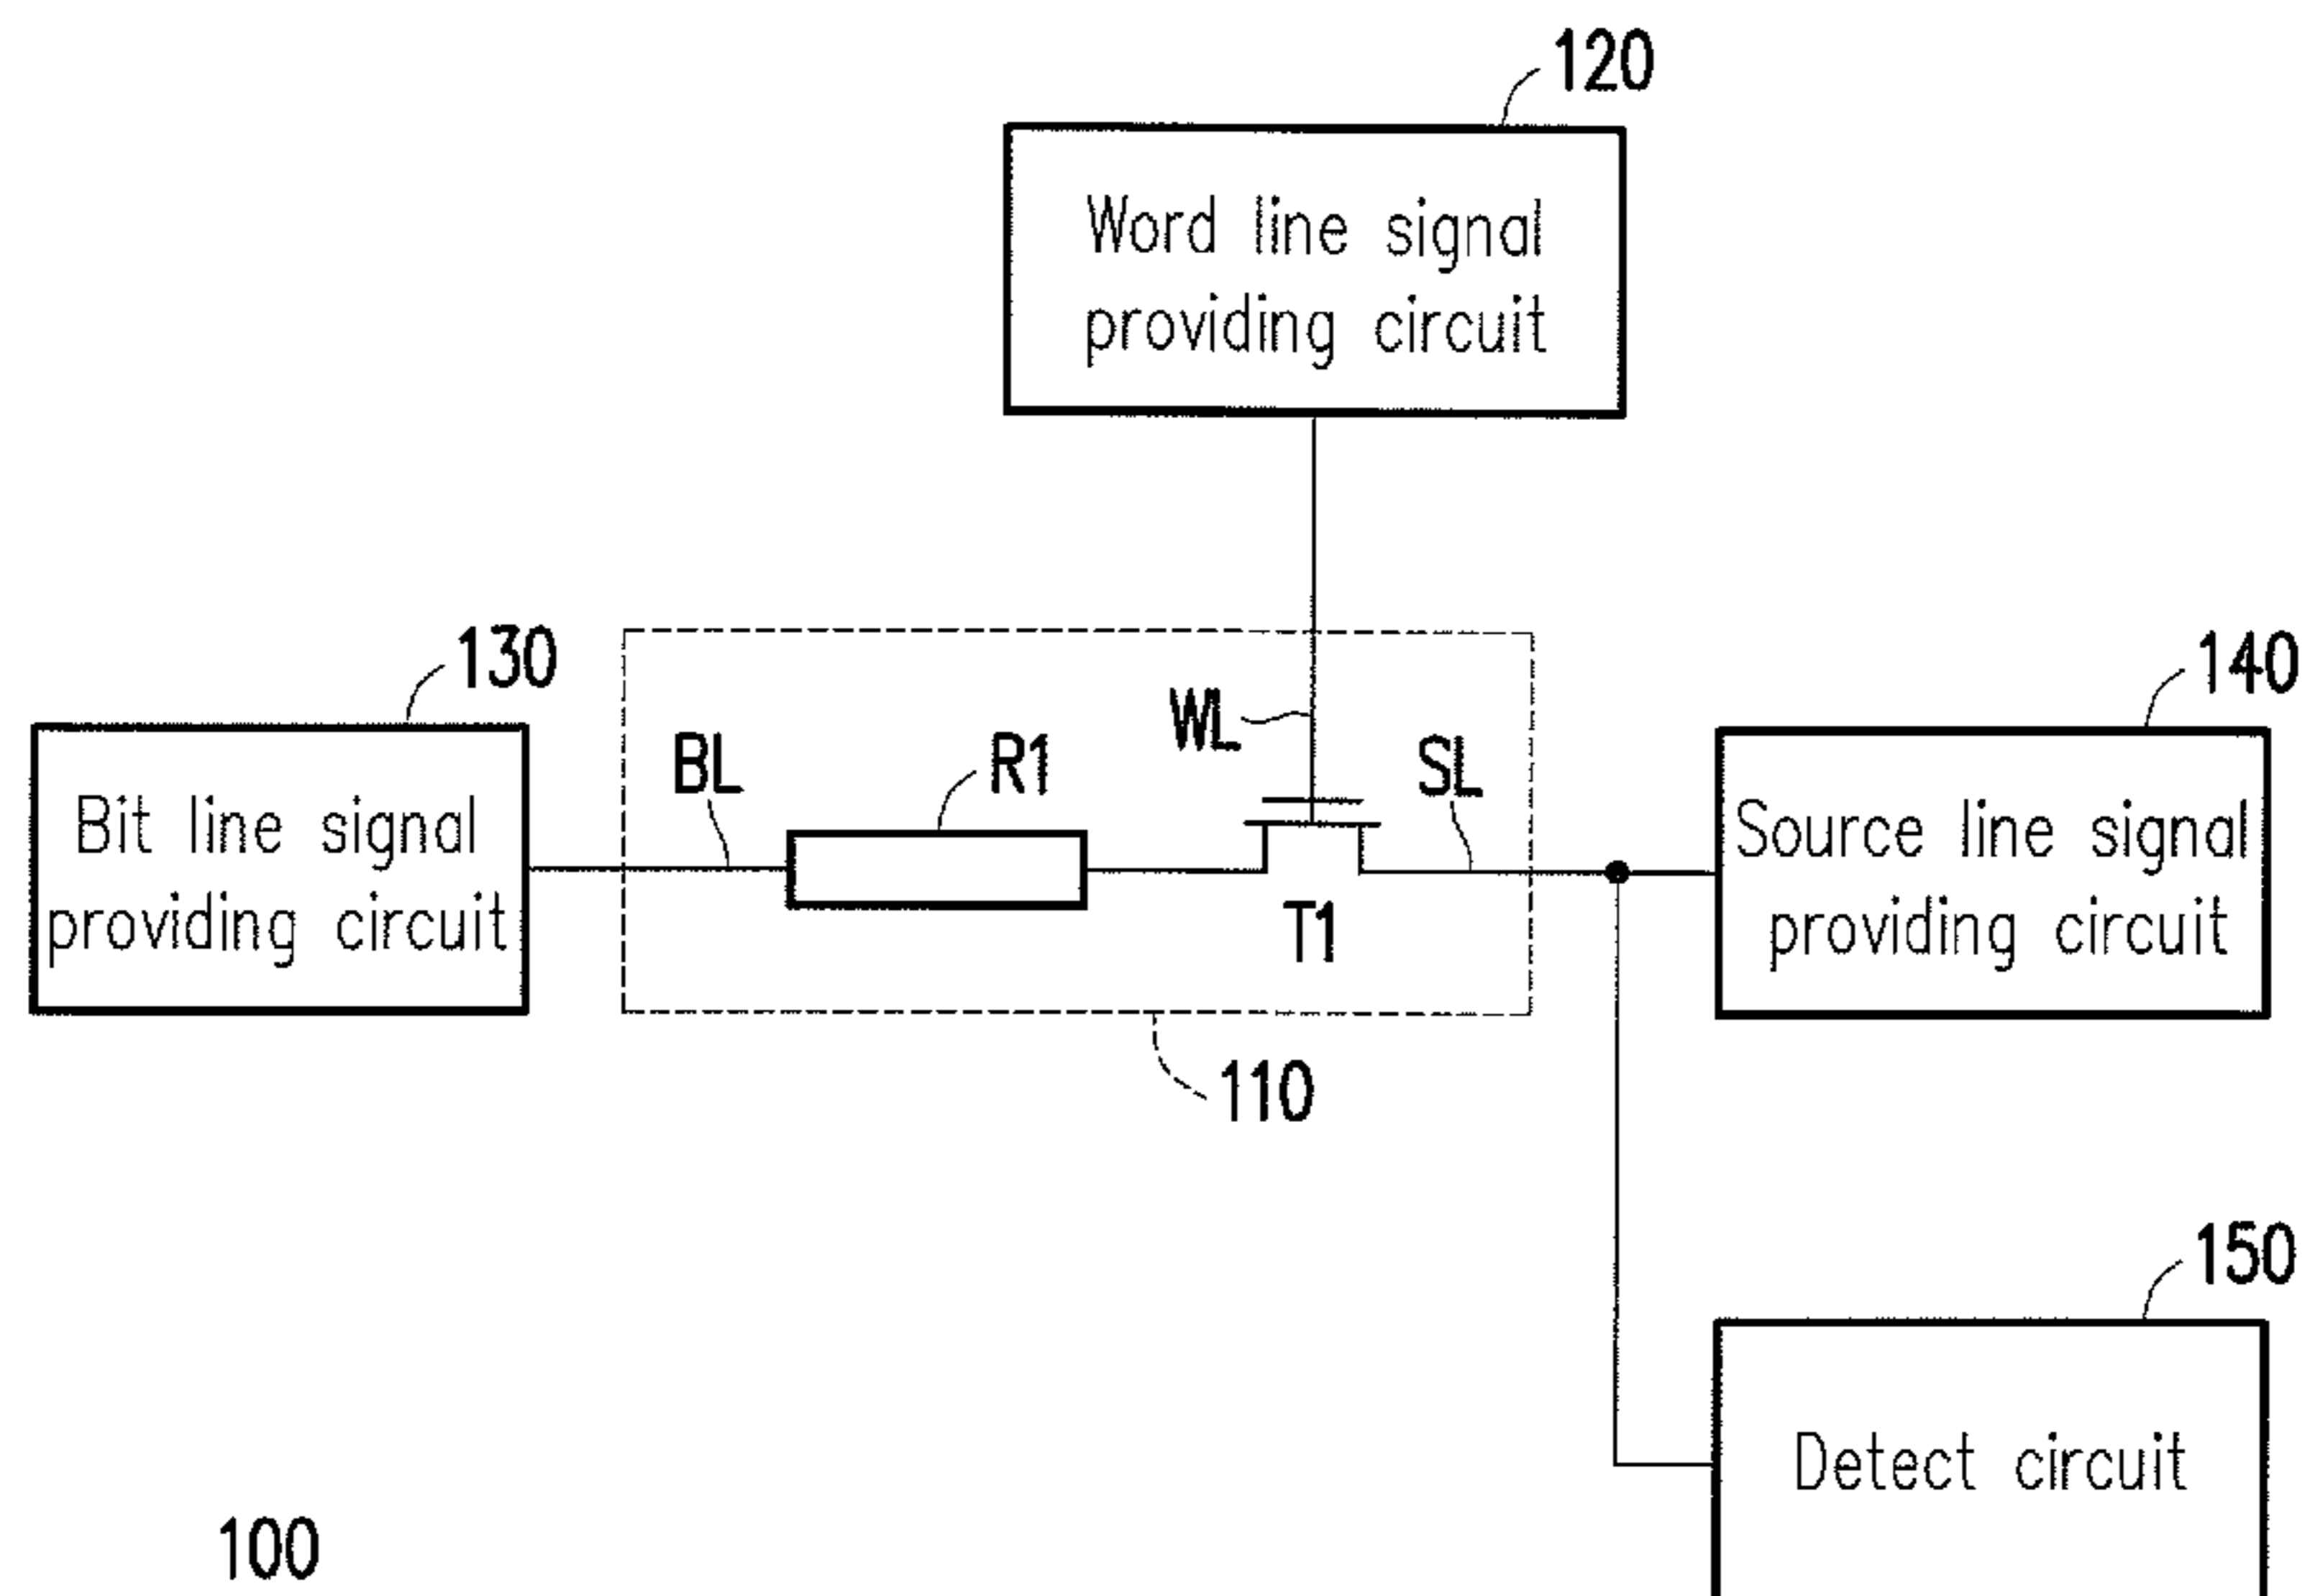 120
Word line signal
providing circuit
130
140
WL
BL
R1
SL
Bit line signal
providing circuit
Source line signal
providing circuit
T1
110
150
Detect circuit
100